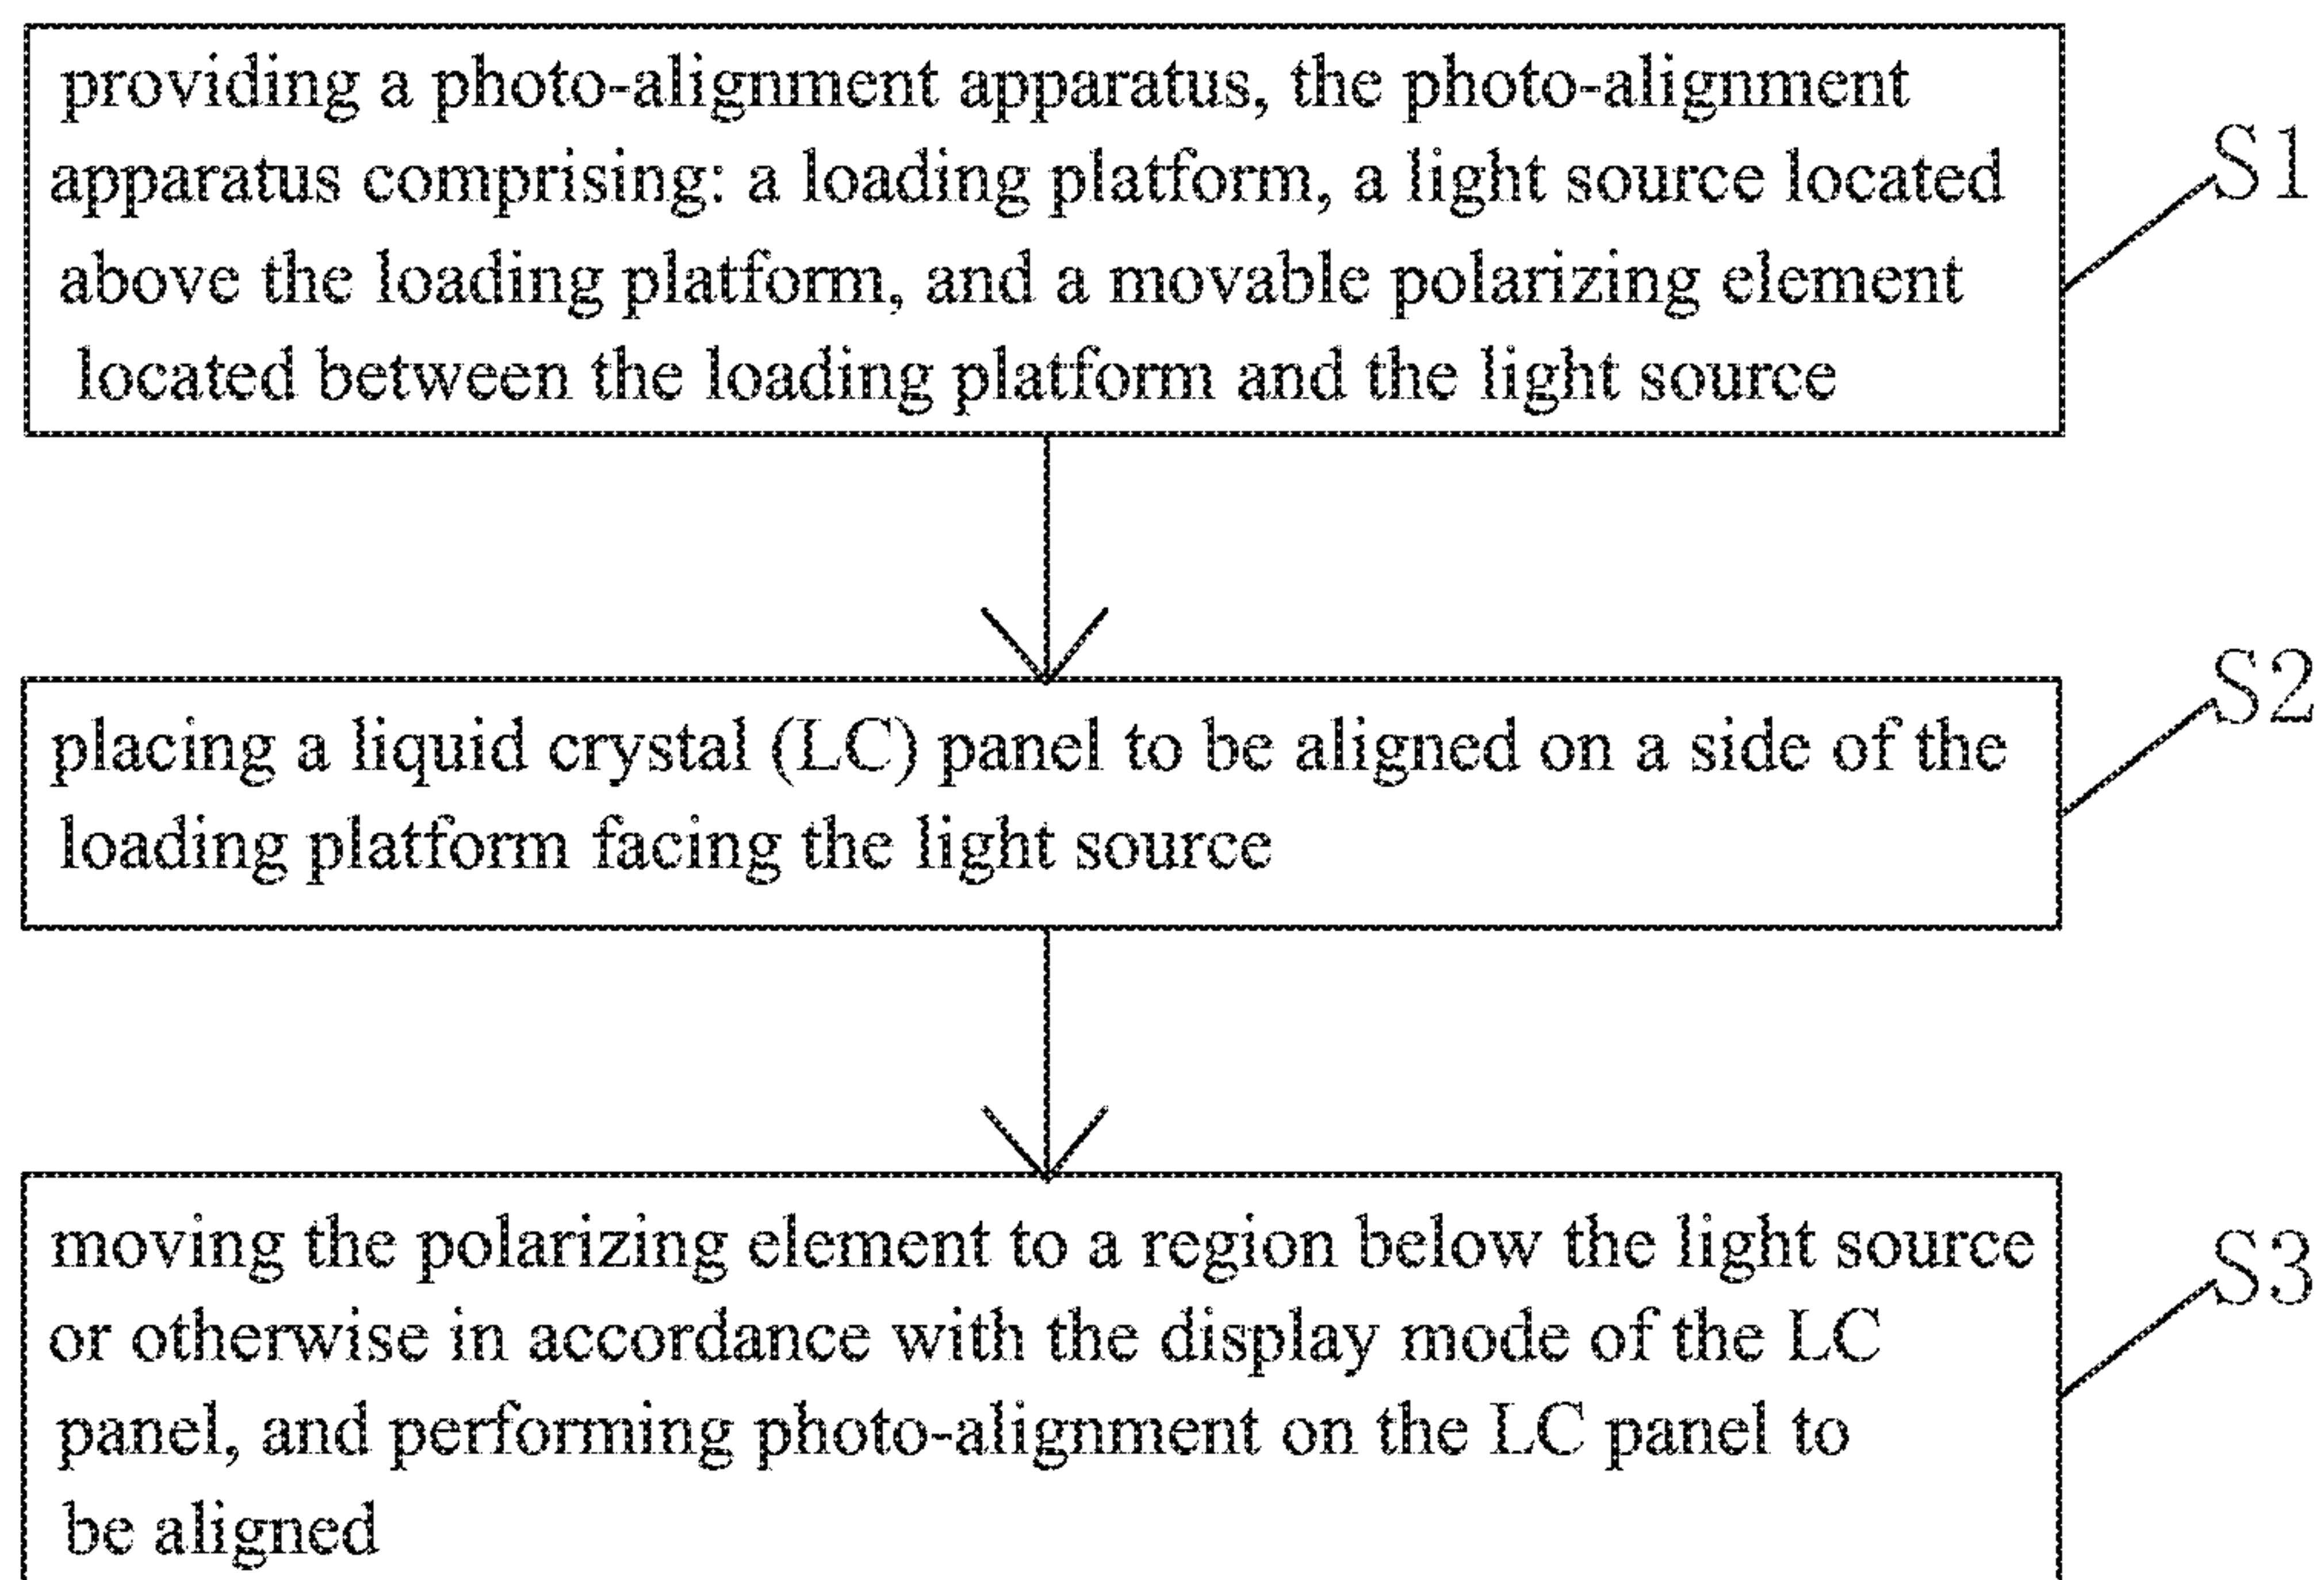 providing a photo-alignment apparatus, the photo-alignment
apparatus comprising: a loading platform, a light source located
above the loading platform, and a movable polarizing element
located between the loading platform and the light source
S1
placing a liquid crystal (LC) panel to be aligned on a side of the
loading platform facing the light source
S2
moving the polarizing element to a region below the light source
or otherwise in accordance with the display mode of the LC
panel, and performing photo-alignment on the LC panel to
be aligned
S3